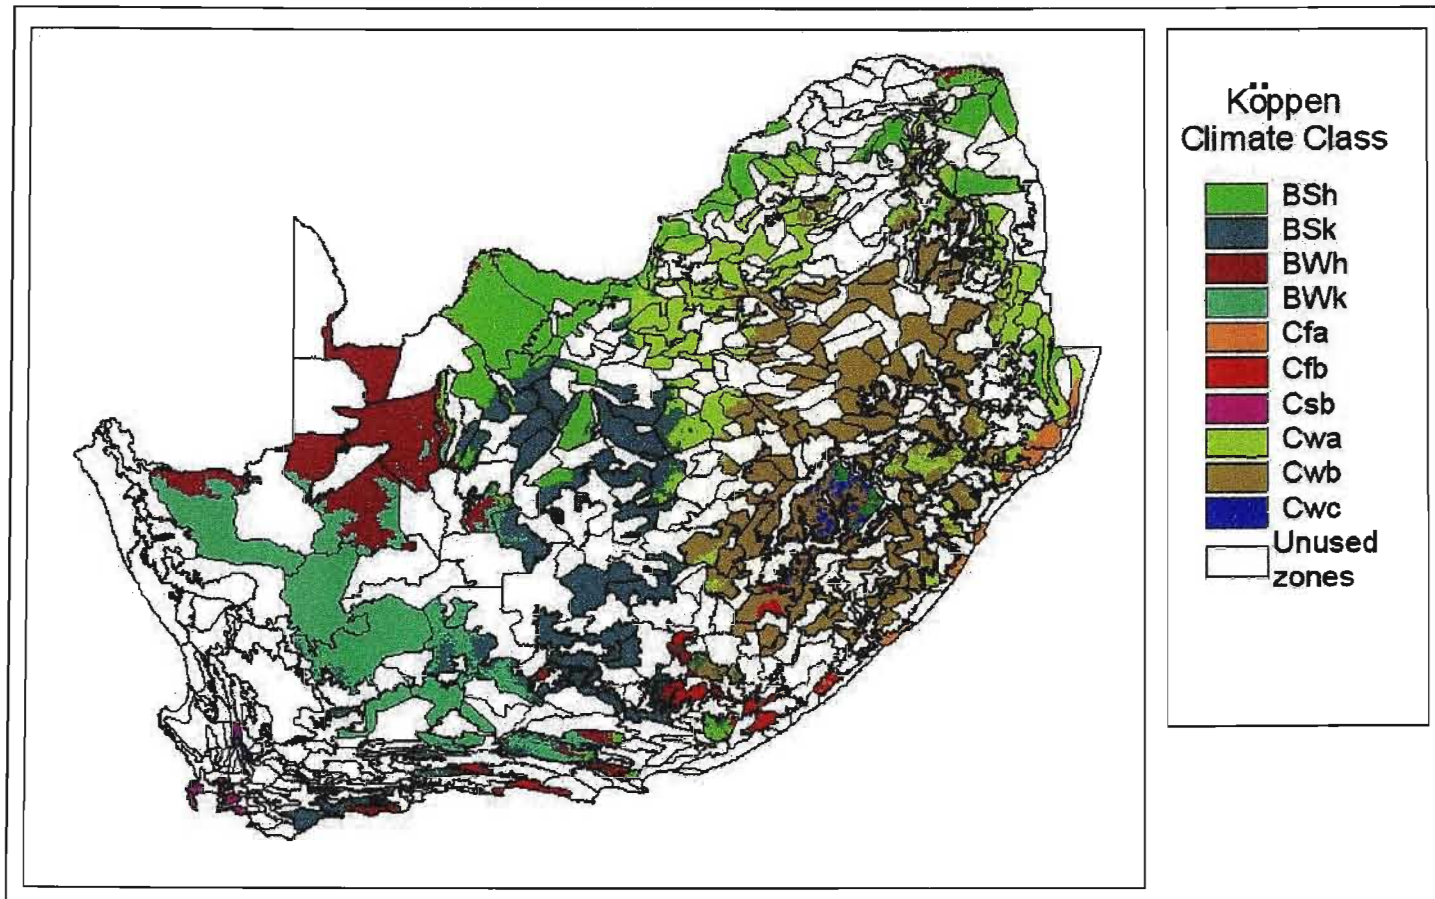 Köppen
Climate Class
BSh
BSk
BWh
BWk
Cfa
Cfb
Csb
Cwa
Cwb
Cwc
Unused
zones